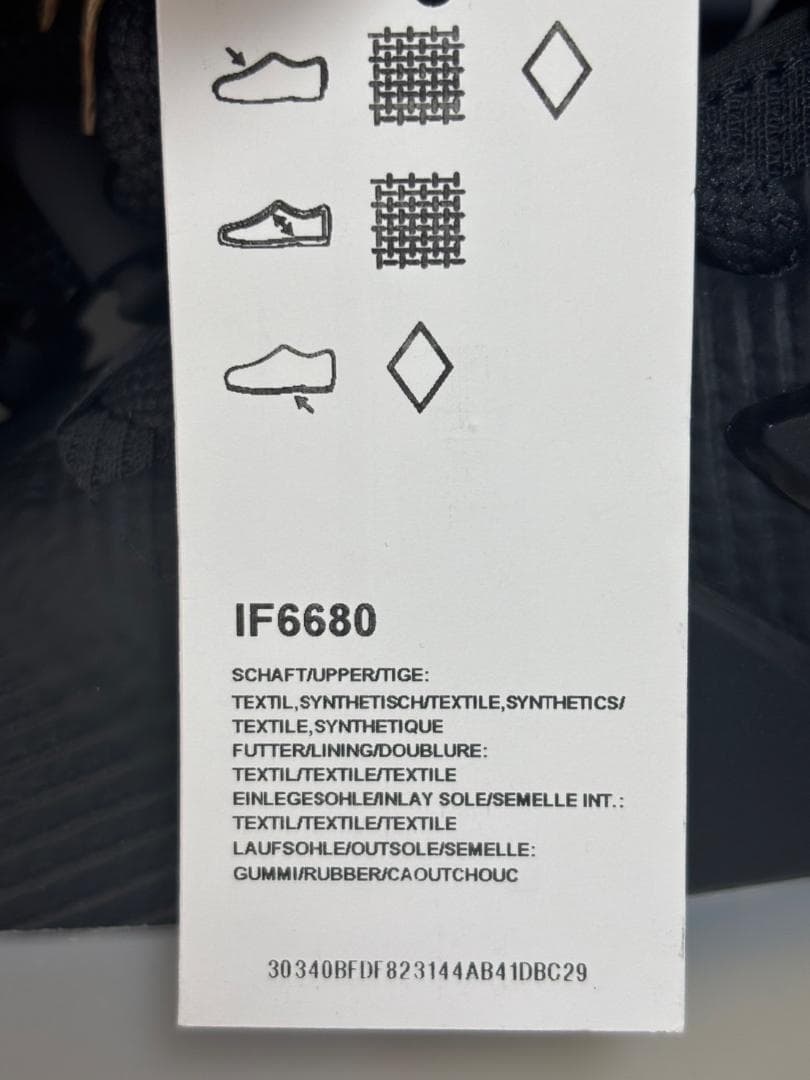 IF6680
SCHAFT/UPPER/TIGE:
TEXTIL,SYNTHETISCH/TEXTILE,SYNTHETICS/
TEXTILE,SYNTHETIQUE
FUTTER/LINING/DOUBLURE:
TEXTIL/TEXTILE/TEXTILE
EINLEGESOHLE/INLAY SOLE/SEMELLE INT.:
TEXTIL/TEXTILE/TEXTILE
LAUFSOHLE/OUTSOLE/SEMELLE:
GUMMI/RUBBER/CAOUTCHOUC
30340BFDF823144AB41DBC29